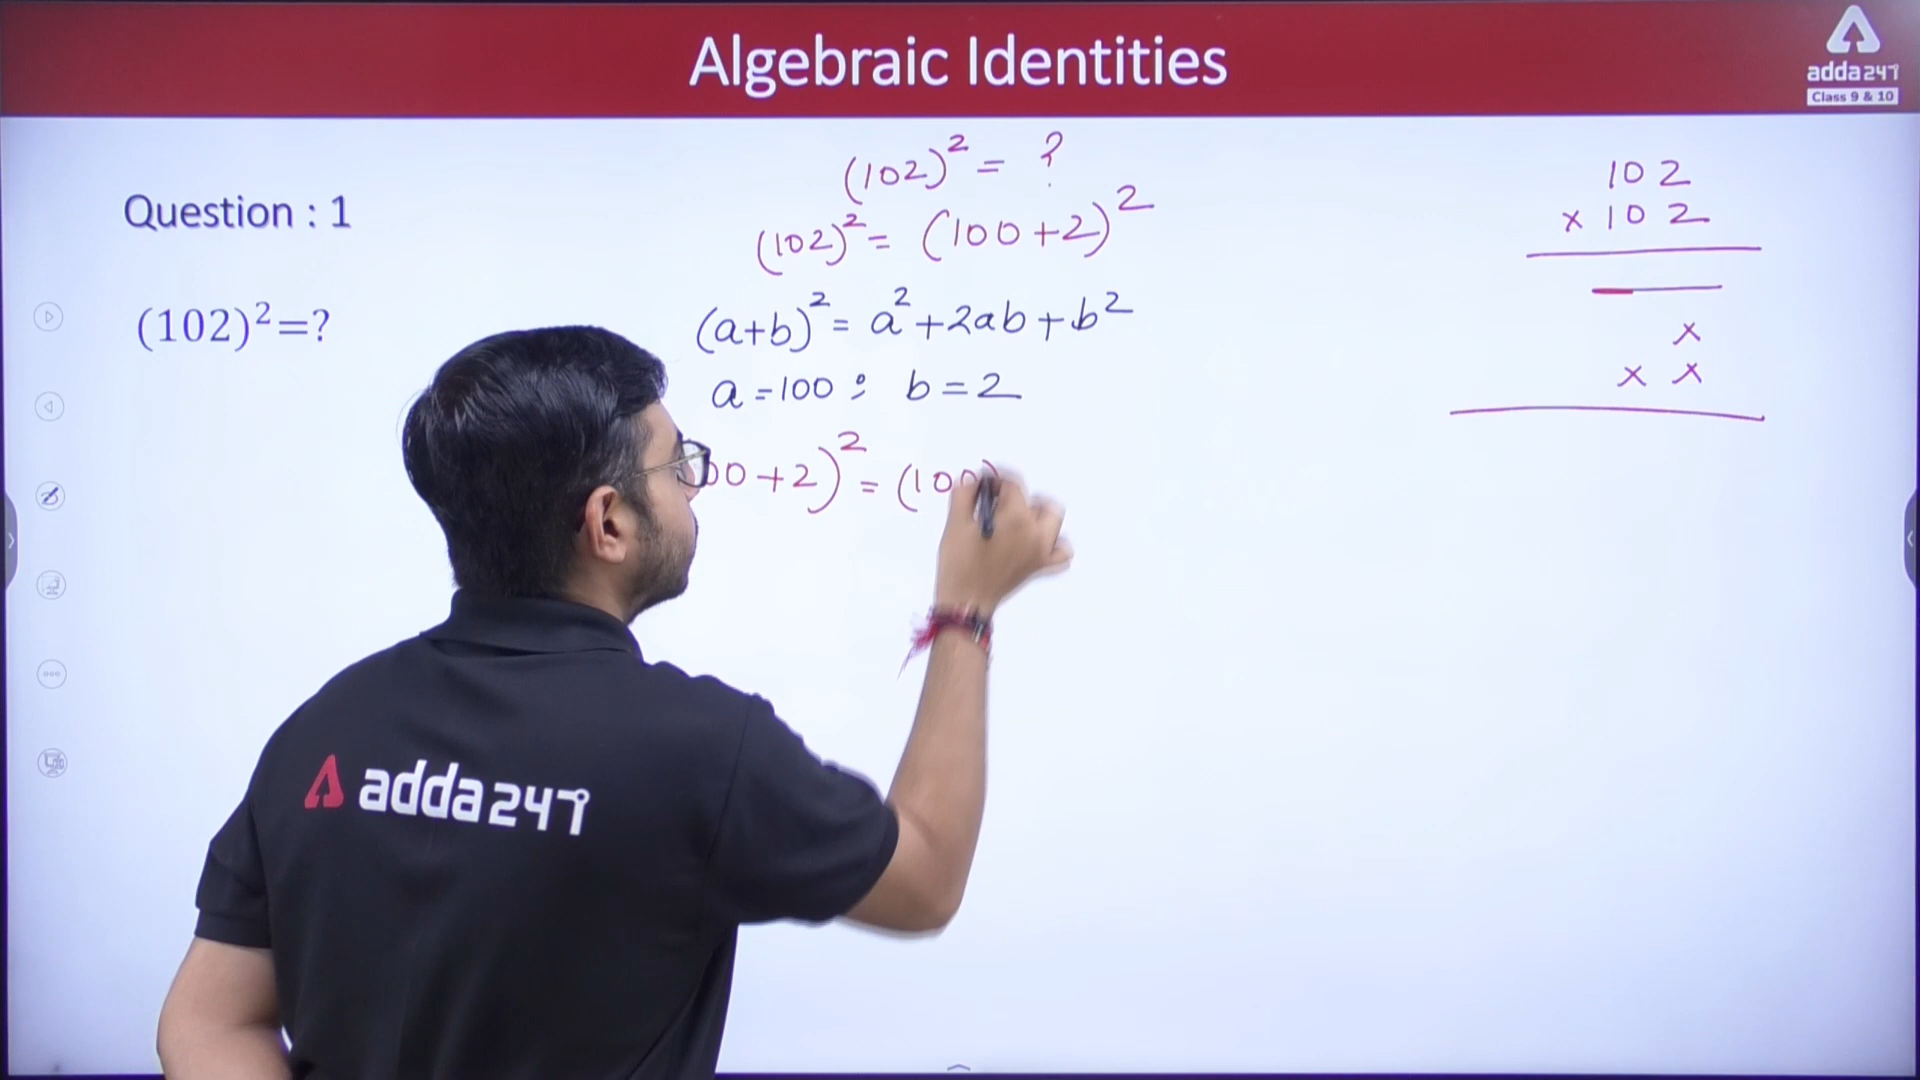 Algebraic Identities
adda247
Class 9 & 10
Question : 1
(102)²=?
(102)² = ?
(102)² = (100+2)²
(a+b)² = a²+2ab+b²
a=100 ; b=2
00+2)² = (100)
102
x 102
x
x x
adda247